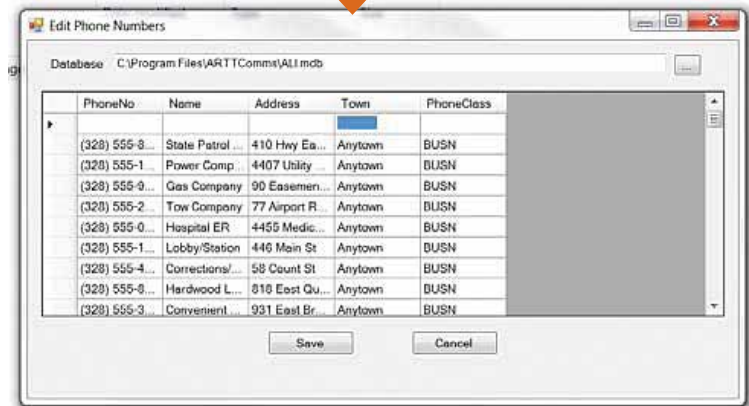 Edit Phone Numbers
Database C:\Program Files\ARTTComms\ALI.mdb ...
PhoneNo Name Address Town PhoneClass
(328) 555-8... State Patrol ... 410 Hwy Ea... Anytown BUSN
(328) 555-1... Power Comp... 4407 Utility ... Anytown BUSN
(328) 555-9... Gas Company 90 Easemen... Anytown BUSN
(328) 555-2... Tow Company 77 Airport R... Anytown BUSN
(328) 555-0... Hospital ER 4455 Medic... Anytown BUSN
(328) 555-1... Lobby/Station 446 Main St Anytown BUSN
(328) 555-4... Corrections/... 58 Count St Anytown BUSN
(328) 555-8... Hardwood L... 818 East Qu... Anytown BUSN
(328) 555-3... Convenient ... 931 East Br... Anytown BUSN
Save Cancel